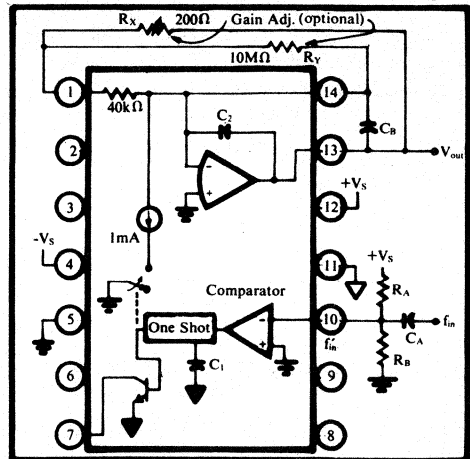 Rx 200Ω Gain Adj. (optional)
10MΩ RY
1 40kΩ 14
C2 CB
2 13 Vout
+VS
3 12
1mA
-VS
4 11 +VS
Comparator RA
5 One Shot 10 fin
f'in CA
C1 RB
6 9
7 8